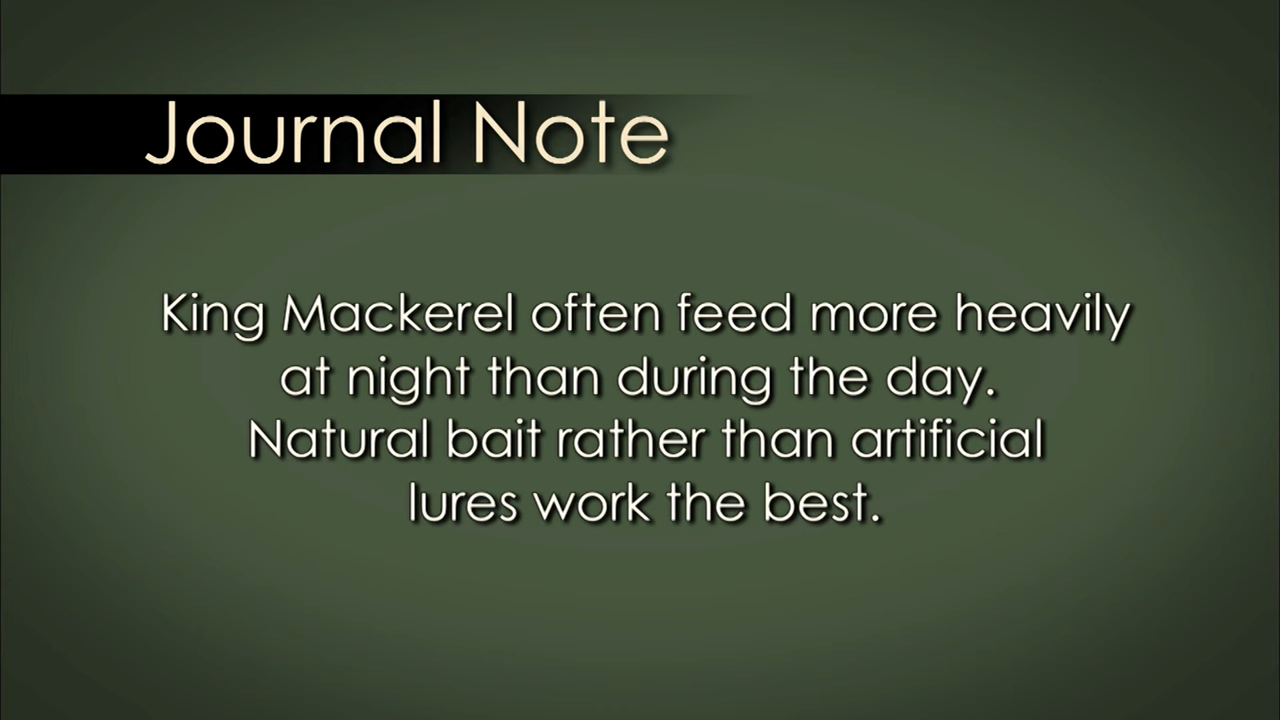 Journal Note
King Mackerel often feed more heavily
at night than during the day.
Natural bait rather than artificial
lures work the best.